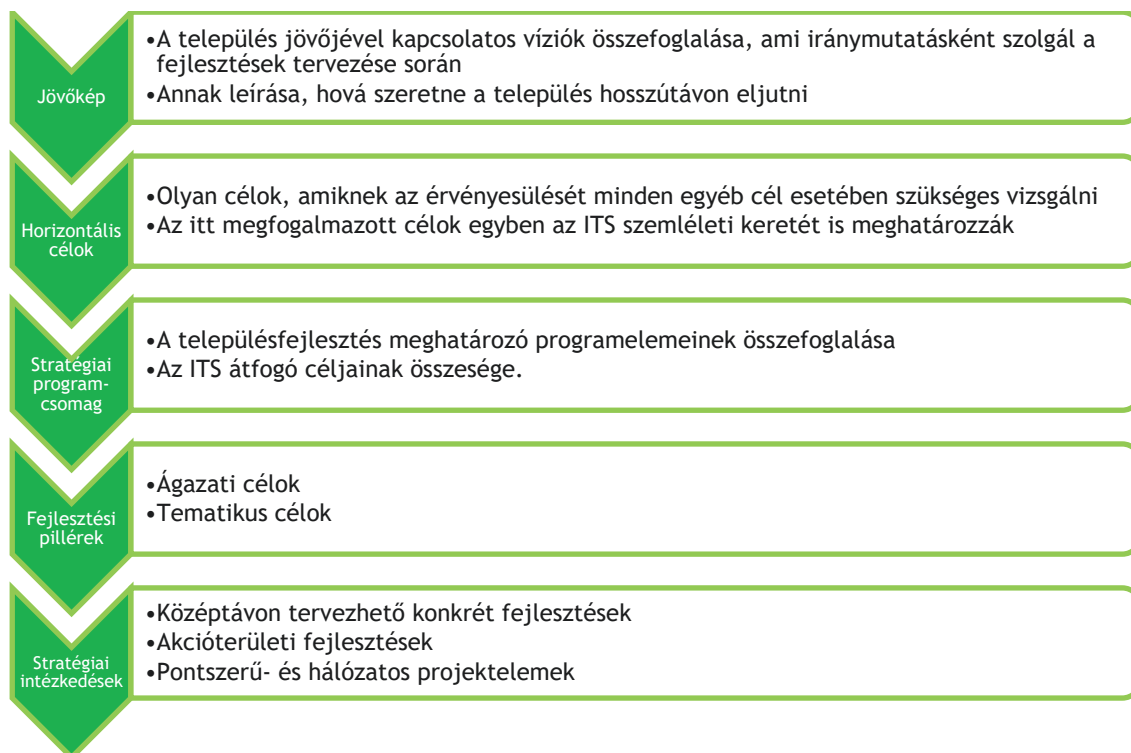 Jövőkép
•A település jövőjével kapcsolatos víziók összefoglalása, ami iránymutatásként szolgál a
fejlesztések tervezése során
•Annak leírása, hová szeretne a település hosszútávon eljutni
Horizontális
célok
•Olyan célok, amiknek az érvényesülését minden egyéb cél esetében szükséges vizsgálni
•Az itt megfogalmazott célok egyben az ITS szemléleti keretét is meghatározzák
Stratégiai
program-
csomag
•A településfejlesztés meghatározó programelemeinek összefoglalása
•Az ITS átfogó céljainak összesége.
Fejlesztési
pillérek
•Ágazati célok
•Tematikus célok
Stratégiai
intézkedések
•Középtávon tervezhető konkrét fejlesztések
•Akcióterületi fejlesztések
•Pontszerű- és hálózatos projektelemek